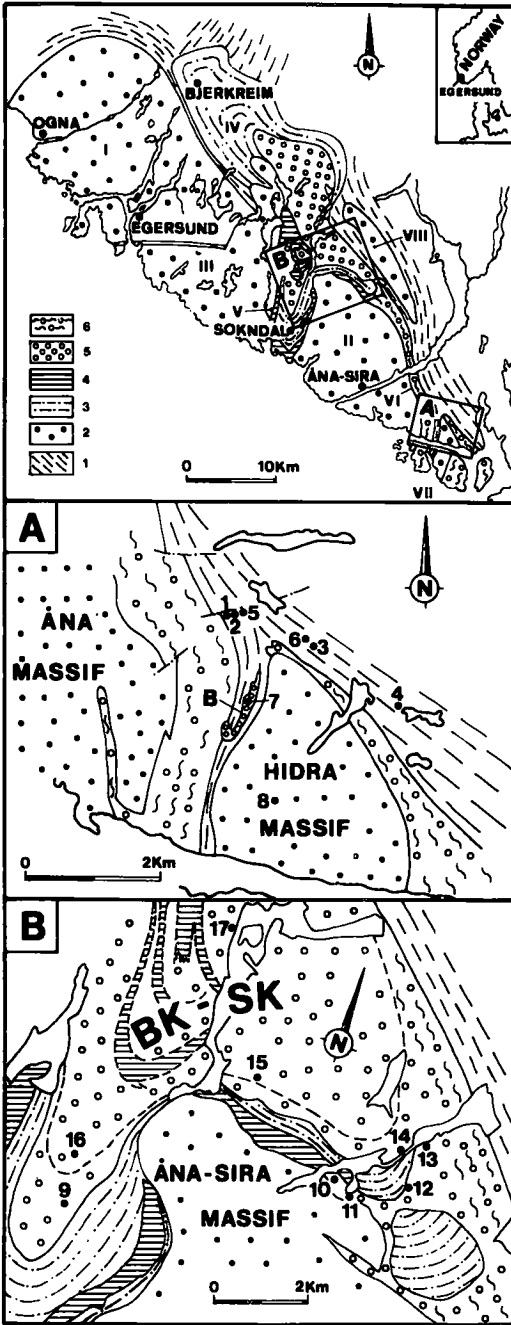 N
NORWAY
EGERSUND
BJERKREIM
OGNA
IV
I
EGERSUND
VIII
III
B
V
SOKNDAL
II
ÅNA-SIRA
VI
A
VII
6
5
4
3
2
1
0 10Km
A
N
ÅNA
MASSIF
1
2
5
6
3
4
B
7
HIDRA
8
MASSIF
0 2Km
B
17
BK-SK
N
15
16
14
13
9
ÅNA-SIRA
10
12
11
MASSIF
0 2Km